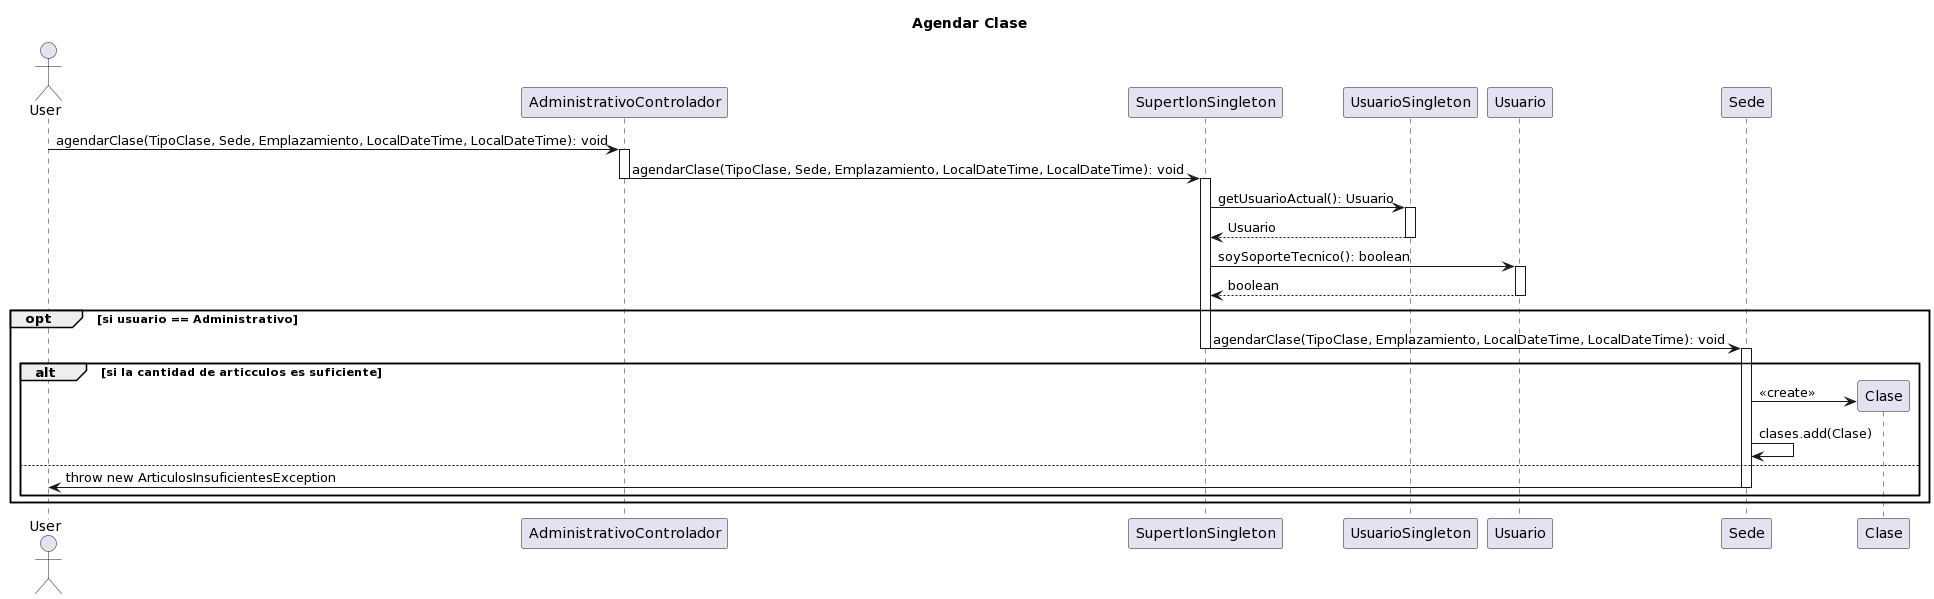 Agendar Clase
User
AdministrativoControlador
SupertlonSingleton
UsuarioSingleton
Usuario
Sede
agendarClase(TipoClase, Sede, Emplazamiento, LocalDateTime, LocalDateTime): void
agendarClase(TipoClase, Sede, Emplazamiento, LocalDateTime, LocalDateTime): void
getUsuarioActual(): Usuario
Usuario
soySoporteTecnico(): boolean
boolean
opt [si usuario == Administrativo]
agendarClase(TipoClase, Emplazamiento, LocalDateTime, LocalDateTime): void
alt [si la cantidad de articculos es suficiente]
«create»
Clase
clases.add(Clase)
throw new ArticulosInsuficientesException
User
AdministrativoControlador
SupertlonSingleton
UsuarioSingleton
Usuario
Sede
Clase